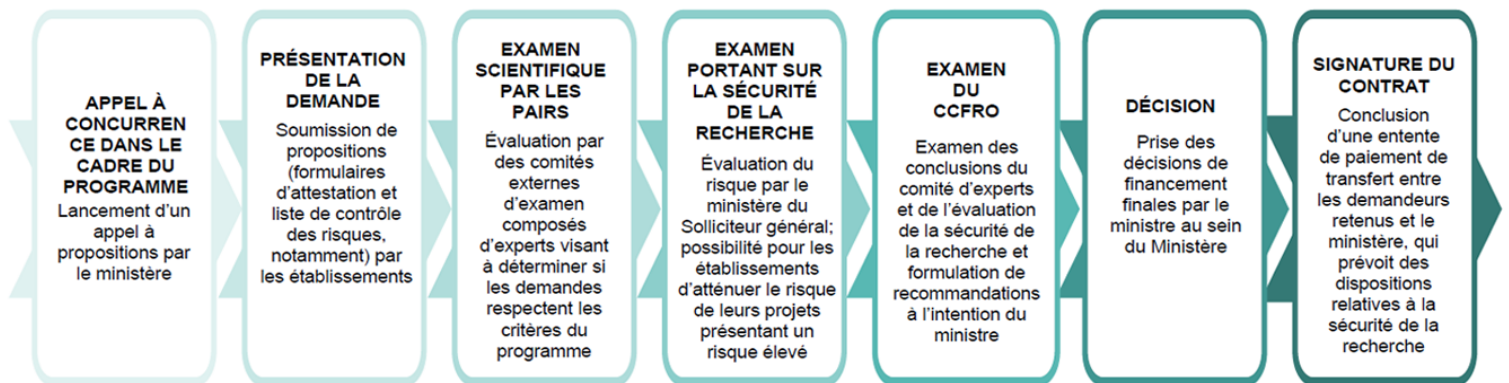 APPEL À
CONCURREN
CE DANS LE
CADRE DU
PROGRAMME
Lancement d'un
appel à
propositions par
le ministère
PRÉSENTATION
DE LA
DEMANDE
Soumission de
propositions
(formulaires
d'attestation et
liste de contrôle
des risques,
notamment) par
les établissements
EXAMEN
SCIENTIFIQUE
PAR LES
PAIRS
Évaluation par
des comités
externes
d'examen
composés
d'experts visant
à déterminer si
les demandes
respectent les
critères du
programme
EXAMEN
PORTANT SUR
LA SÉCURITÉ
DE LA
RECHERCHE
Évaluation du
risque par le
ministère du
Solliciteur général;
possibilité pour les
établissements
d'atténuer le risque
de leurs projets
présentant un
risque élevé
EXAMEN
DU
CCFRO
Examen des
conclusions du
comité d'experts
et de l'évaluation
de la sécurité de
la recherche et
formulation de
recommandations
à l'intention du
ministre
DÉCISION
Prise des
décisions de
financement
finales par le
ministre au sein
du Ministère
SIGNATURE DU
CONTRAT
Conclusion
d'une entente
de paiement de
transfert entre
les demandeurs
retenus et le
ministère, qui
prévoit des
dispositions
relatives à la
sécurité de la
recherche